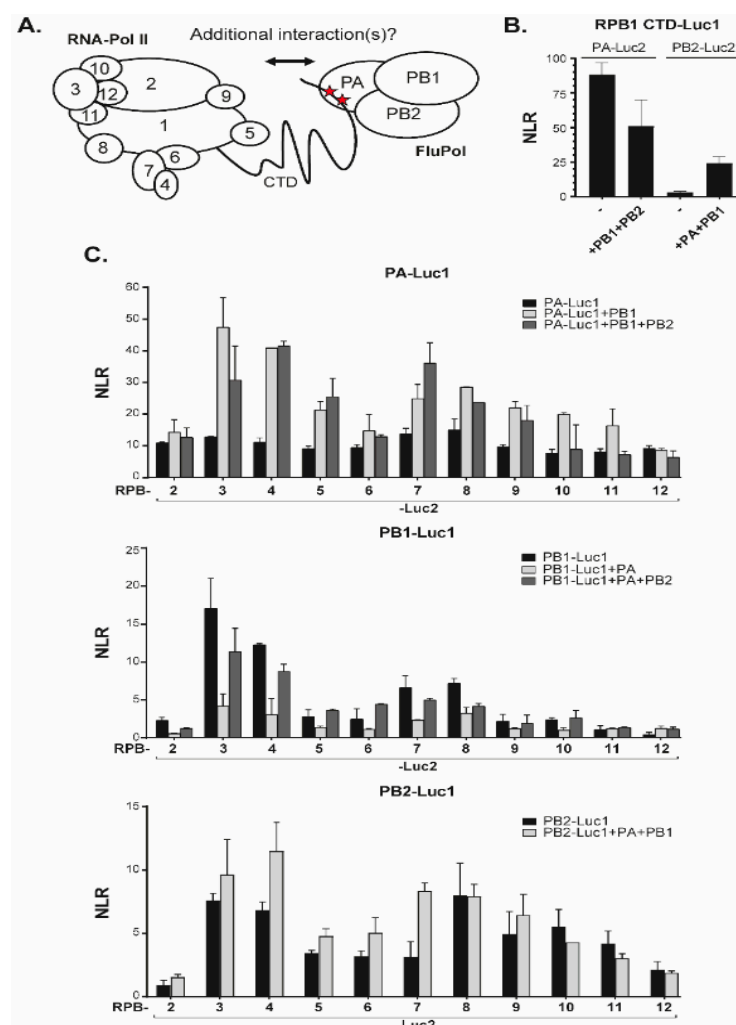 A.
RNA-Pol II
Additional interaction(s)?
10
3
12
2
11
9
1
5
8
6
7
4
CTD
PA
PB1
PB2
FluPol
B.
RPB1 CTD-Luc1
PA-Luc2 PB2-Luc2
NLR
100
75
50
25
0
- +PB1+PB2 - +PA+PB1
C.
PA-Luc1
NLR
60
50
40
30
20
10
0
PA-Luc1
PA-Luc1+PB1
PA-Luc1+PB1+PB2
RPB- 2 3 4 5 6 7 8 9 10 11 12
-Luc2
PB1-Luc1
NLR
25
20
15
10
5
0
PB1-Luc1
PB1-Luc1+PA
PB1-Luc1+PA+PB2
RPB- 2 3 4 5 6 7 8 9 10 11 12
-Luc2
PB2-Luc1
NLR
15
10
5
0
PB2-Luc1
PB2-Luc1+PA+PB1
RPB- 2 3 4 5 6 7 8 9 10 11 12
-Luc2